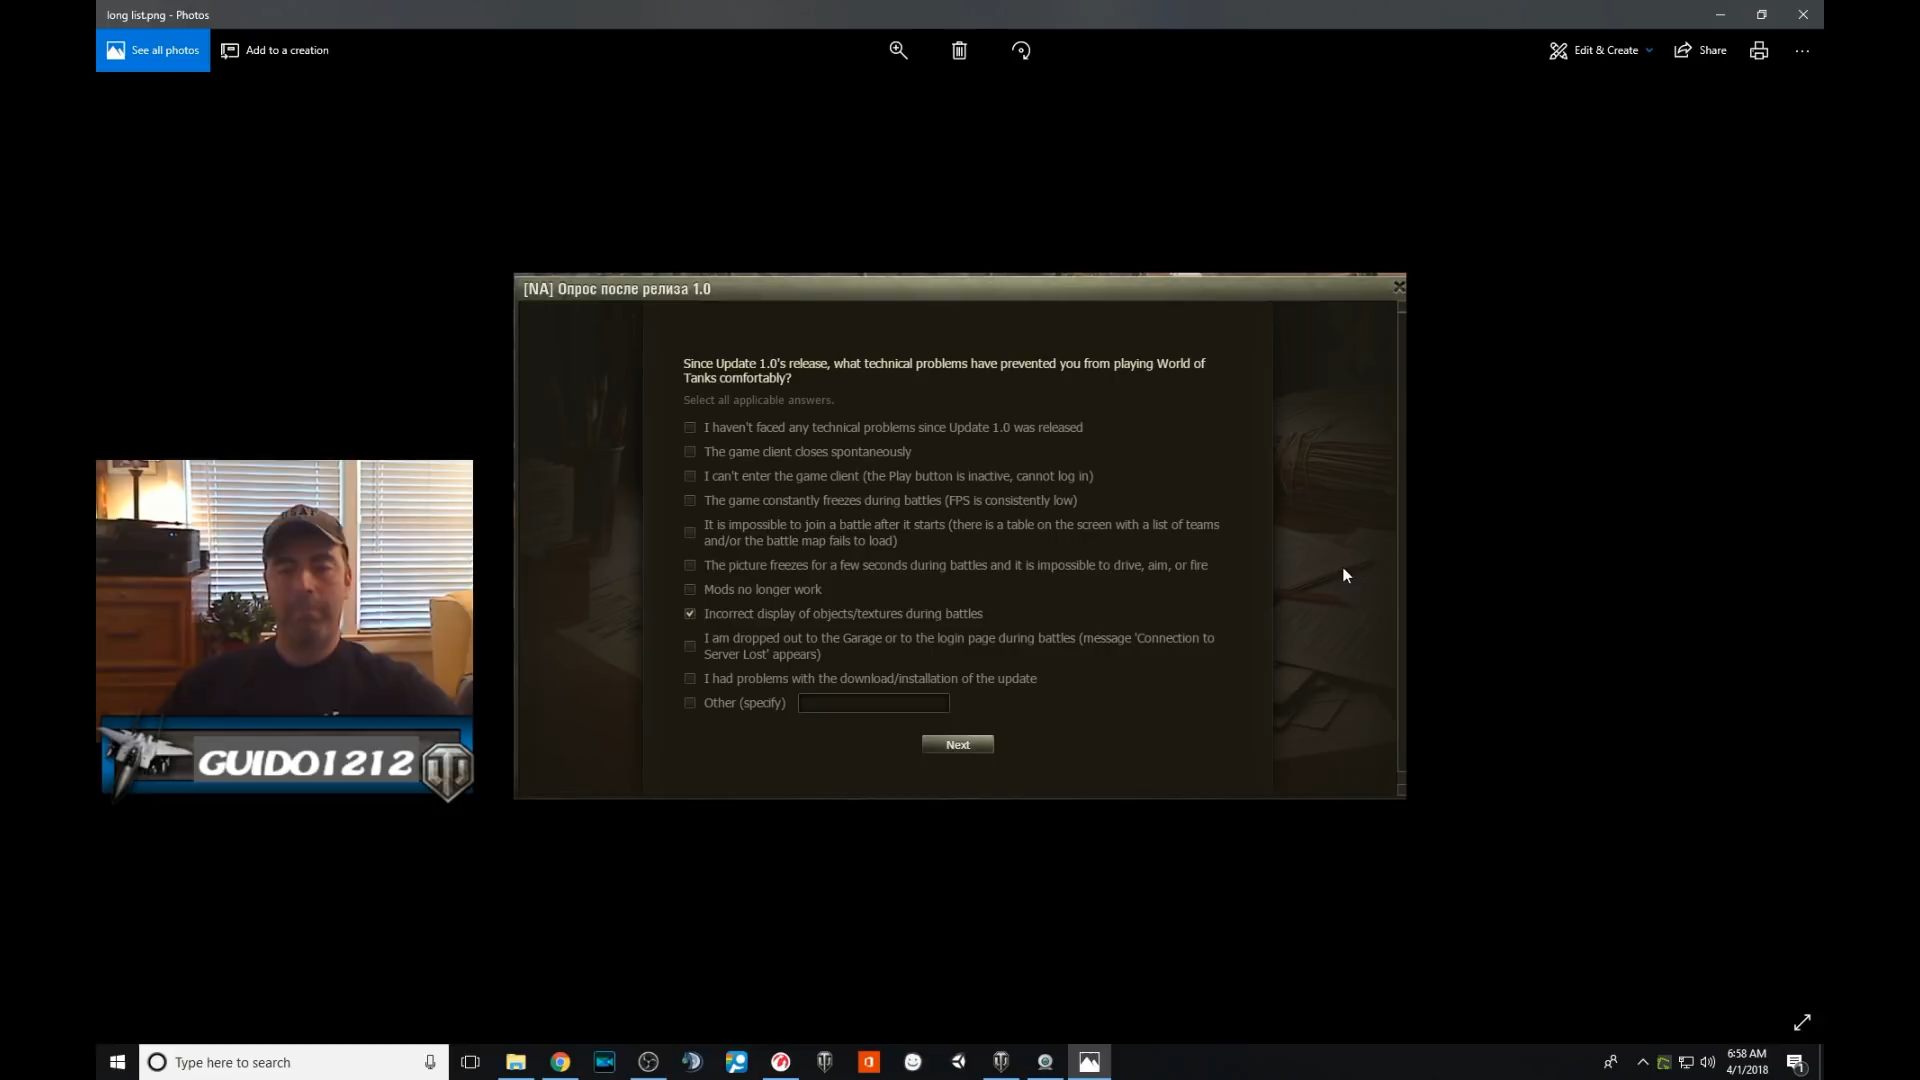 long list.png - Photos
See all photos
Add to a creation
Edit & Create
Share
[NA] Опрос после релиза 1.0
Since Update 1.0's release, what technical problems have prevented you from playing World of
Tanks comfortably?
Select all applicable answers.
I haven't faced any technical problems since Update 1.0 was released
The game client closes spontaneously
I can't enter the game client (the Play button is inactive, cannot log in)
The game constantly freezes during battles (FPS is consistently low)
It is impossible to join a battle after it starts (there is a table on the screen with a list of teams
and/or the battle map fails to load)
The picture freezes for a few seconds during battles and it is impossible to drive, aim, or fire
Mods no longer work
Incorrect display of objects/textures during battles
I am dropped out to the Garage or to the login page during battles (message 'Connection to
Server Lost' appears)
I had problems with the download/installation of the update
Other (specify)
Next
GUIDO1212
Type here to search
6:58 AM
4/1/2018
1